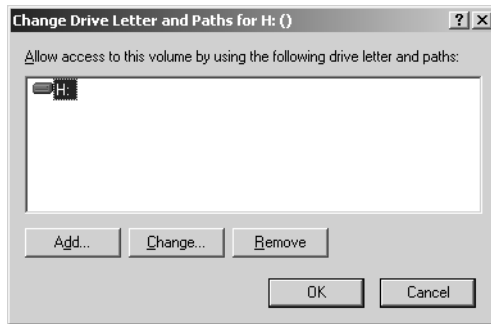 Change Drive Letter and Paths for H: ()
Allow access to this volume by using the following drive letter and paths:
H:
Add... Change... Remove
OK Cancel